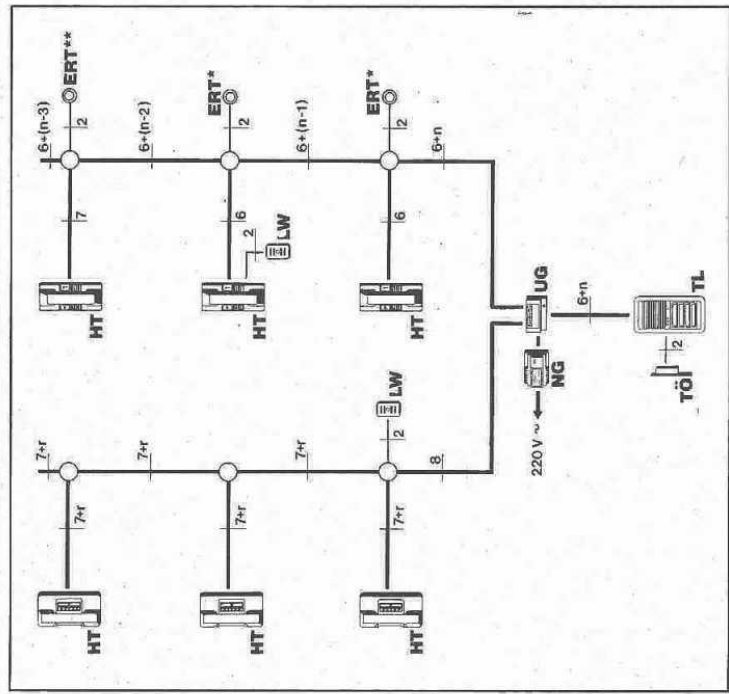 6+(n-3)
ERT**
2
7
HT
6+(n-2)
ERT*
2
6
2
LW
HT
6+(n-1)
ERT*
2
6
HT
6+n
7+r
7+r
HT
7+r
7+r
HT
7+r
LW
2
7+r
HT
8
UG
NG
220 V ~
6+n
TL
2
TÖ